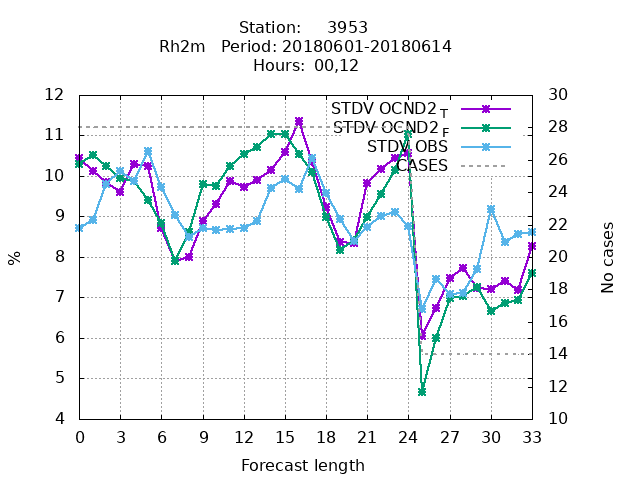 Station: 3953
Rh2m Period: 20180601-20180614
Hours: 00,12
STDV OCND2 T
STDV OCND2 F
STDV OBS
CASES
12
11
10
9
8
7
6
5
4
%
30
28
26
24
22
20
18
16
14
12
10
No cases
0 3 6 9 12 15 18 21 24 27 30 33
Forecast length